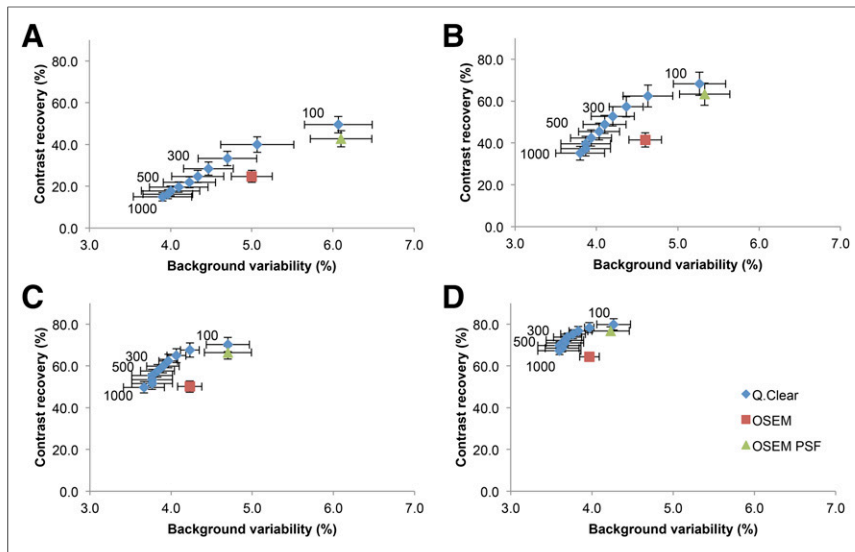 A
Contrast recovery (%)
80.0
60.0
40.0
20.0
0.0
100
300
500
1000
3.0 4.0 5.0 6.0 7.0
Background variability (%)
B
Contrast recovery (%)
80.0
60.0
40.0
20.0
0.0
100
300
500
1000
3.0 4.0 5.0 6.0 7.0
Background variability (%)
C
Contrast recovery (%)
80.0
60.0
40.0
20.0
0.0
100
300
500
1000
3.0 4.0 5.0 6.0 7.0
Background variability (%)
D
Contrast recovery (%)
80.0
60.0
40.0
20.0
0.0
100
300
500
1000
Q.Clear
OSEM
OSEM PSF
3.0 4.0 5.0 6.0 7.0
Background variability (%)